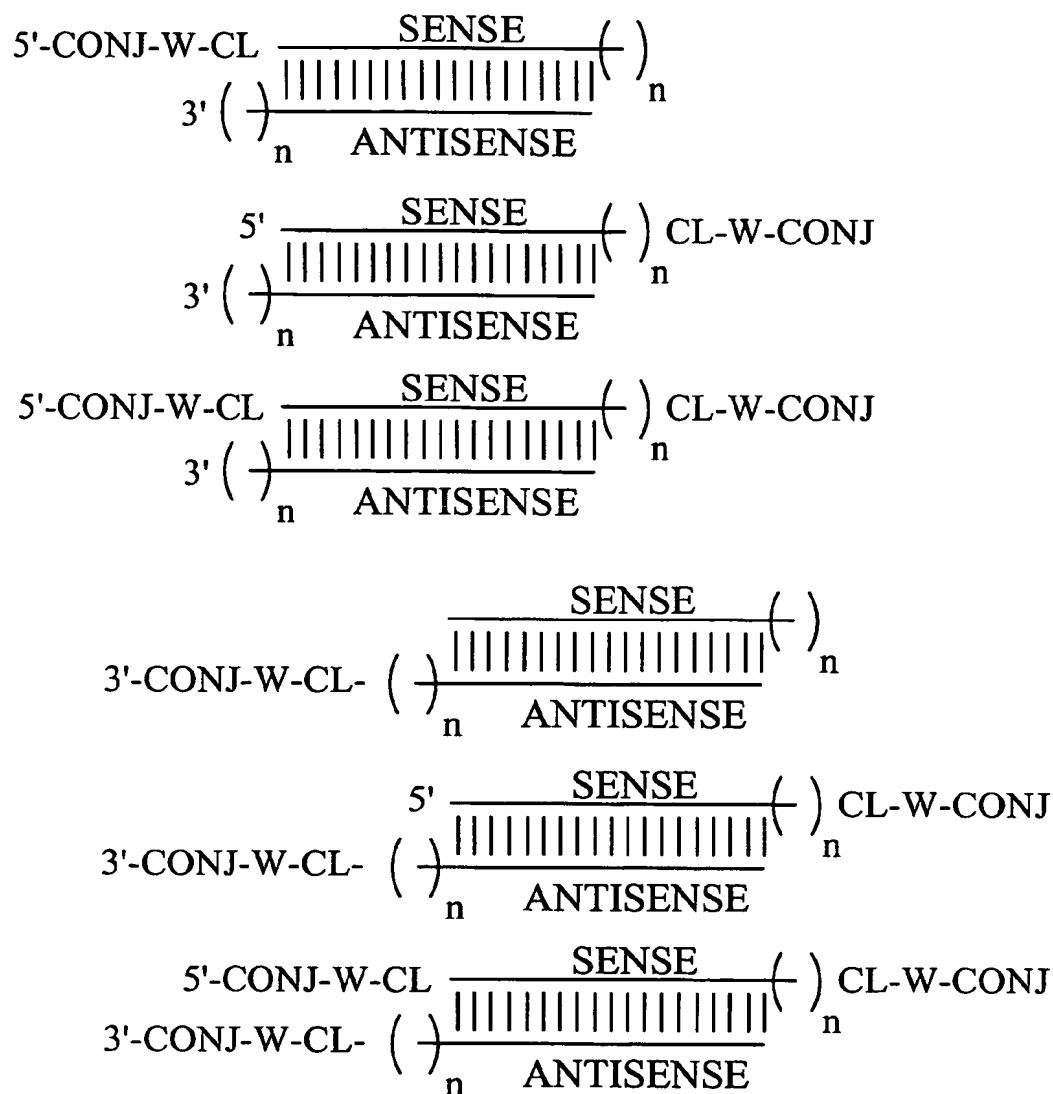 SENSE
5'-CONJ-W-CL ( ) n
3' ( ) n
ANTISENSE
SENSE
5' ( ) n CL-W-CONJ
3' ( ) n
ANTISENSE
SENSE
5'-CONJ-W-CL ( ) n CL-W-CONJ
3' ( ) n
ANTISENSE
SENSE
( ) n
3'-CONJ-W-CL- ( ) n
ANTISENSE
SENSE
5' ( ) n CL-W-CONJ
3'-CONJ-W-CL- ( ) n
ANTISENSE
SENSE
5'-CONJ-W-CL ( ) n CL-W-CONJ
3'-CONJ-W-CL- ( ) n
ANTISENSE